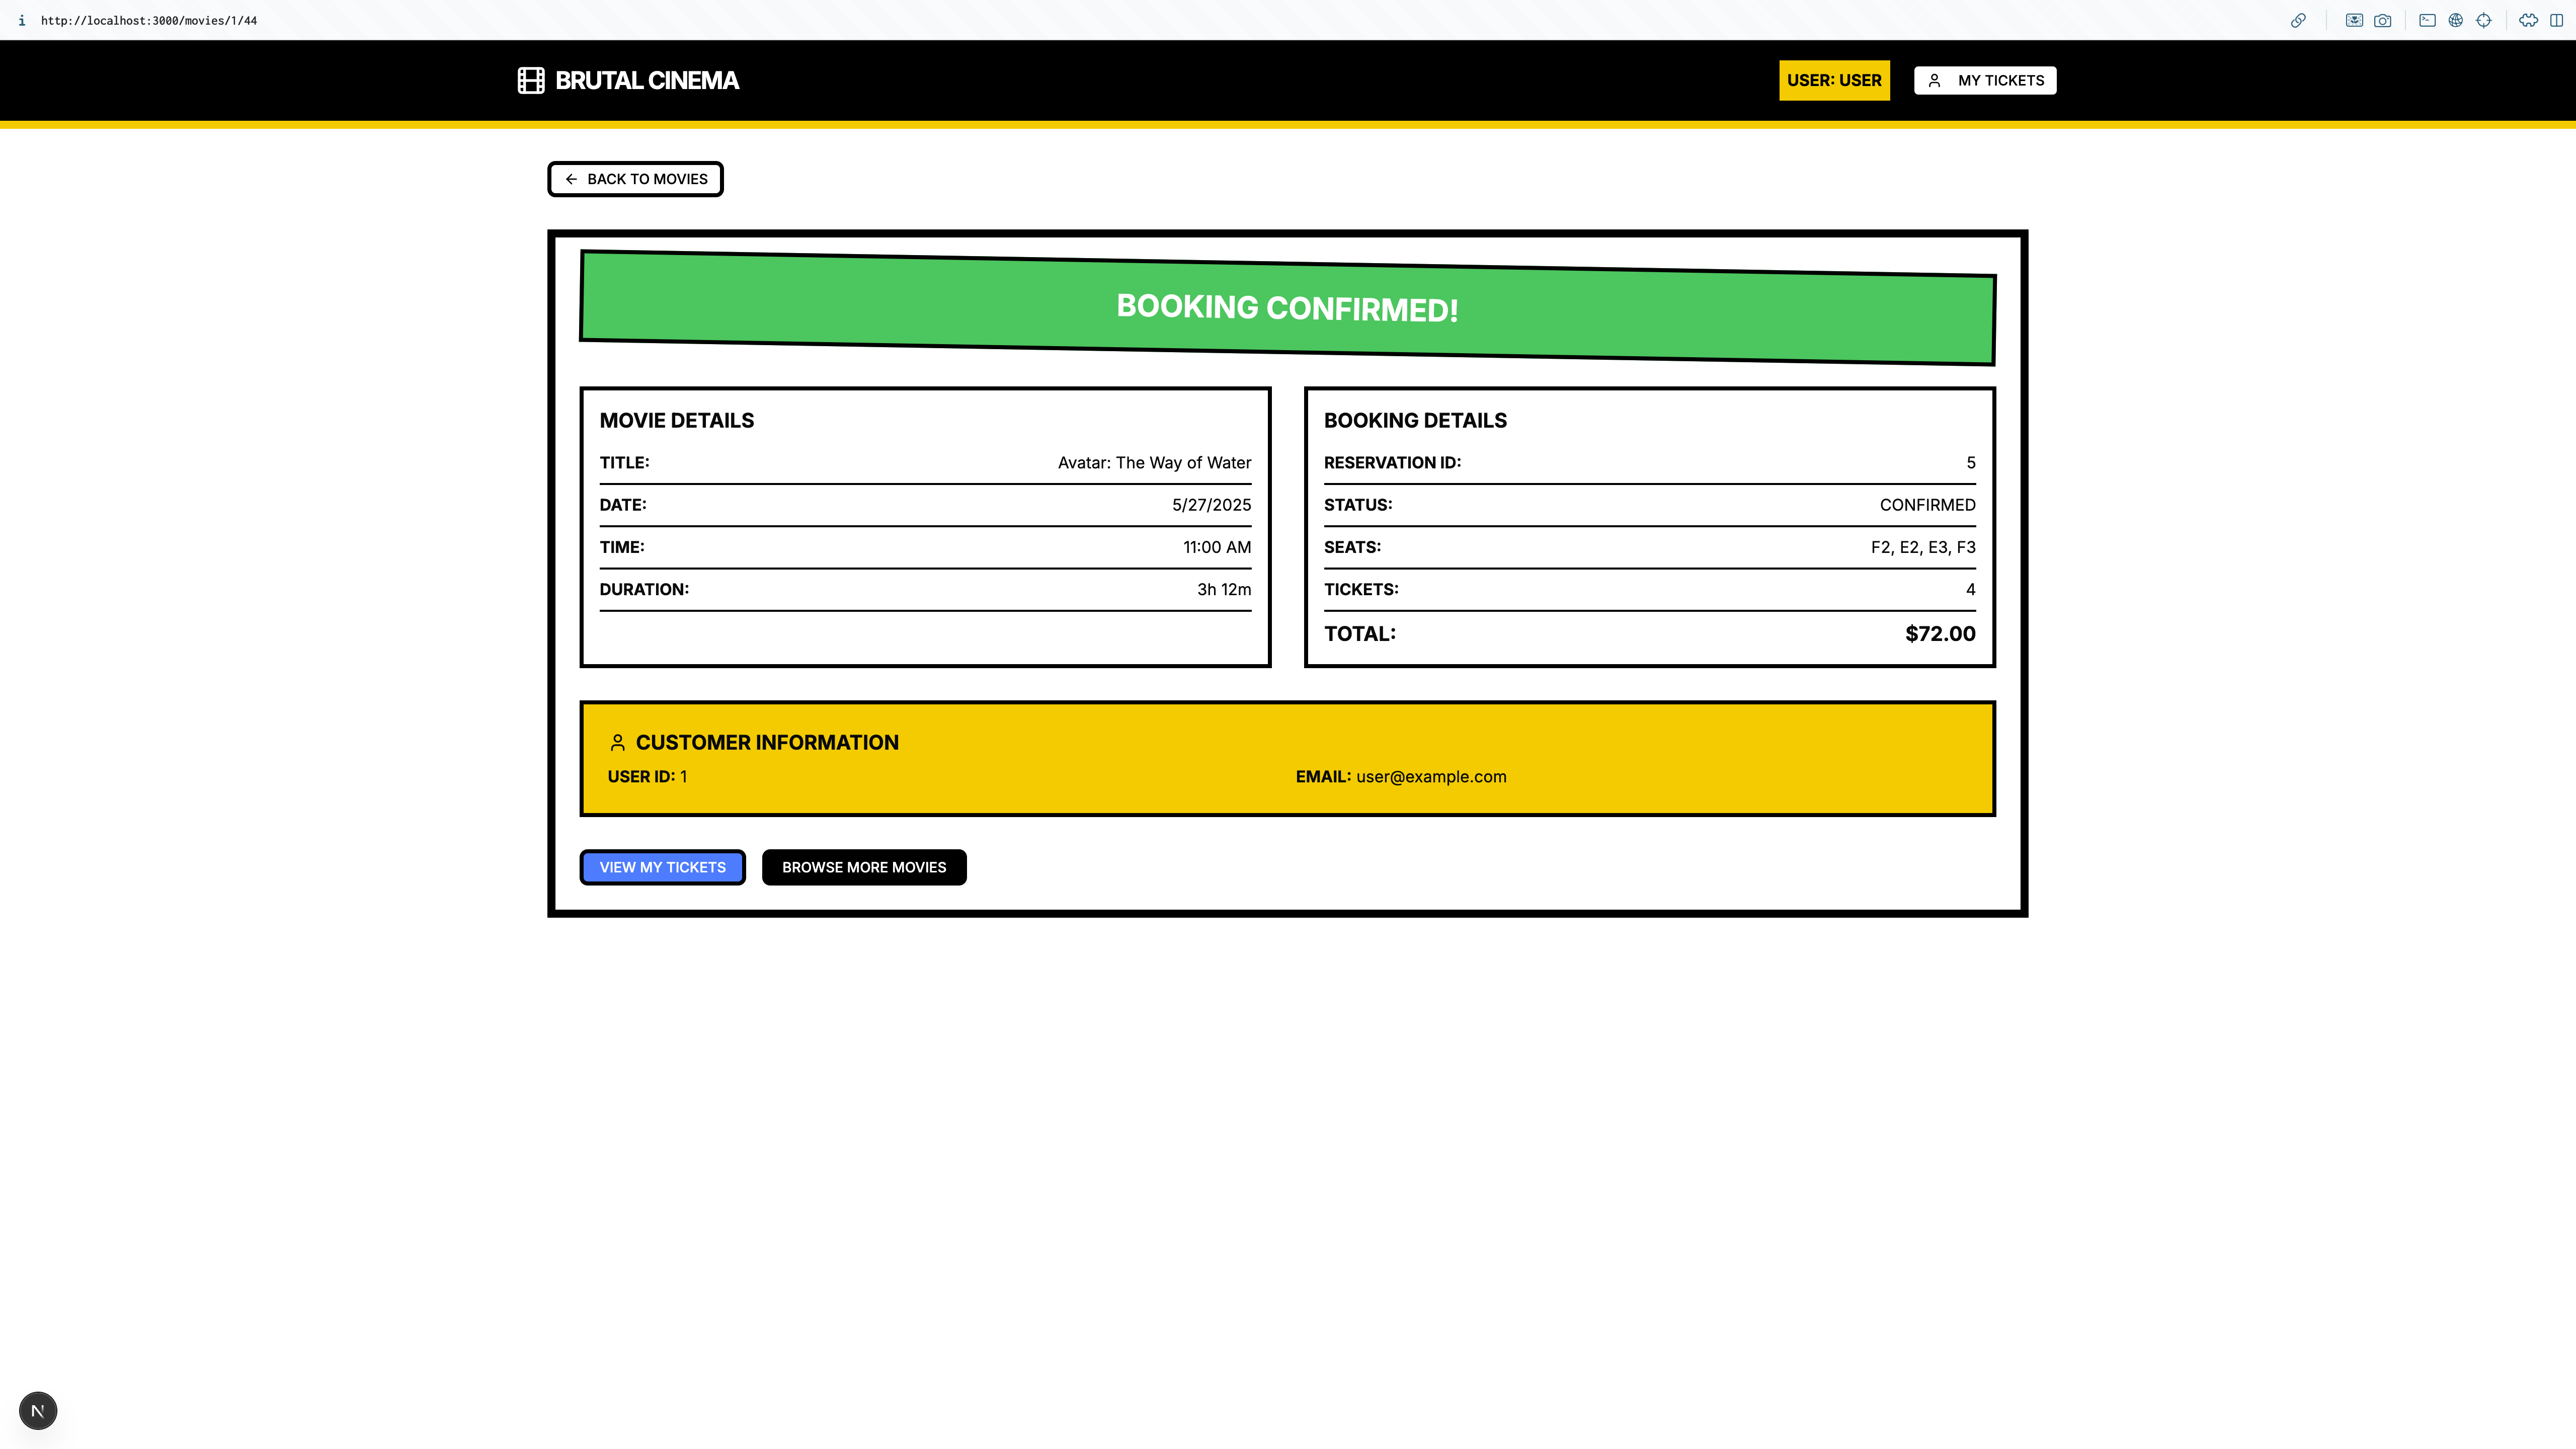 i http://localhost:3000/movies/1/44
BRUTAL CINEMA
USER: USER
MY TICKETS
BACK TO MOVIES
BOOKING CONFIRMED!
MOVIE DETAILS
TITLE: Avatar: The Way of Water
DATE: 5/27/2025
TIME: 11:00 AM
DURATION: 3h 12m
BOOKING DETAILS
RESERVATION ID: 5
STATUS: CONFIRMED
SEATS: F2, E2, E3, F3
TICKETS: 4
TOTAL: $72.00
CUSTOMER INFORMATION
USER ID: 1
EMAIL: user@example.com
VIEW MY TICKETS
BROWSE MORE MOVIES
N